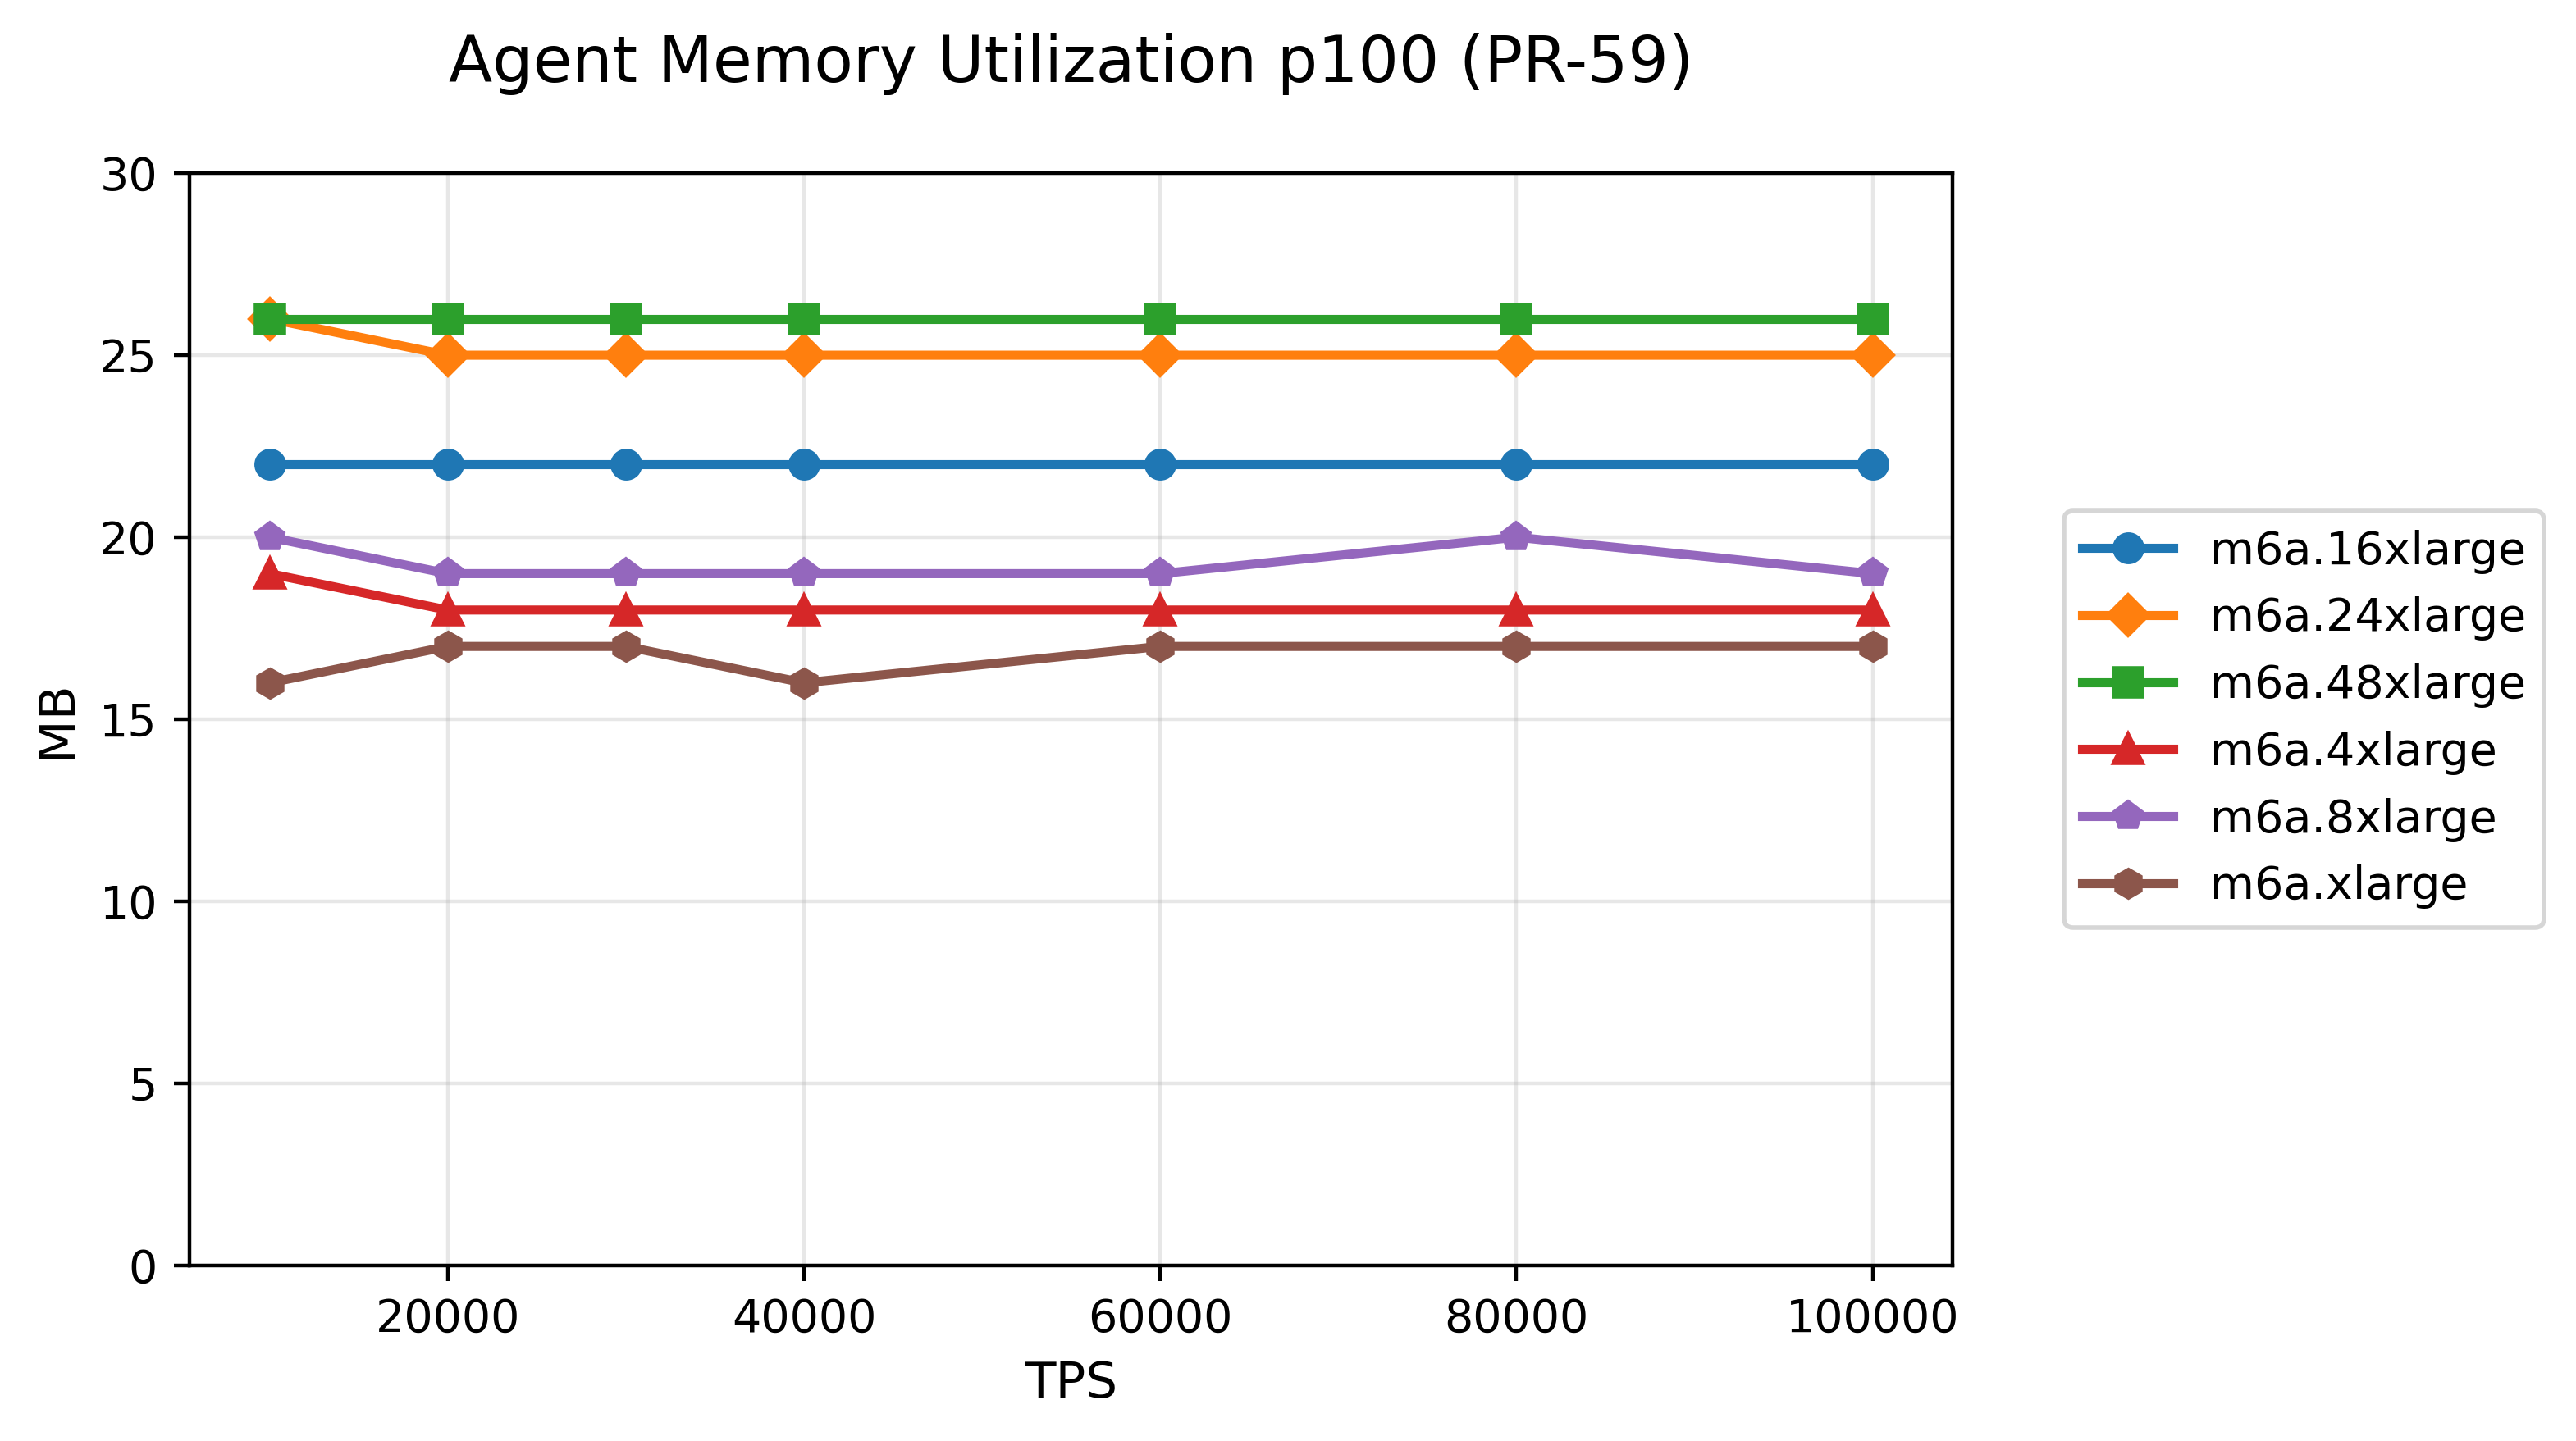 Agent Memory Utilization p100 (PR-59)
30
25
20
15
10
5
0
MB
20000
40000
60000
80000
100000
TPS
m6a.16xlarge
m6a.24xlarge
m6a.48xlarge
m6a.4xlarge
m6a.8xlarge
m6a.xlarge